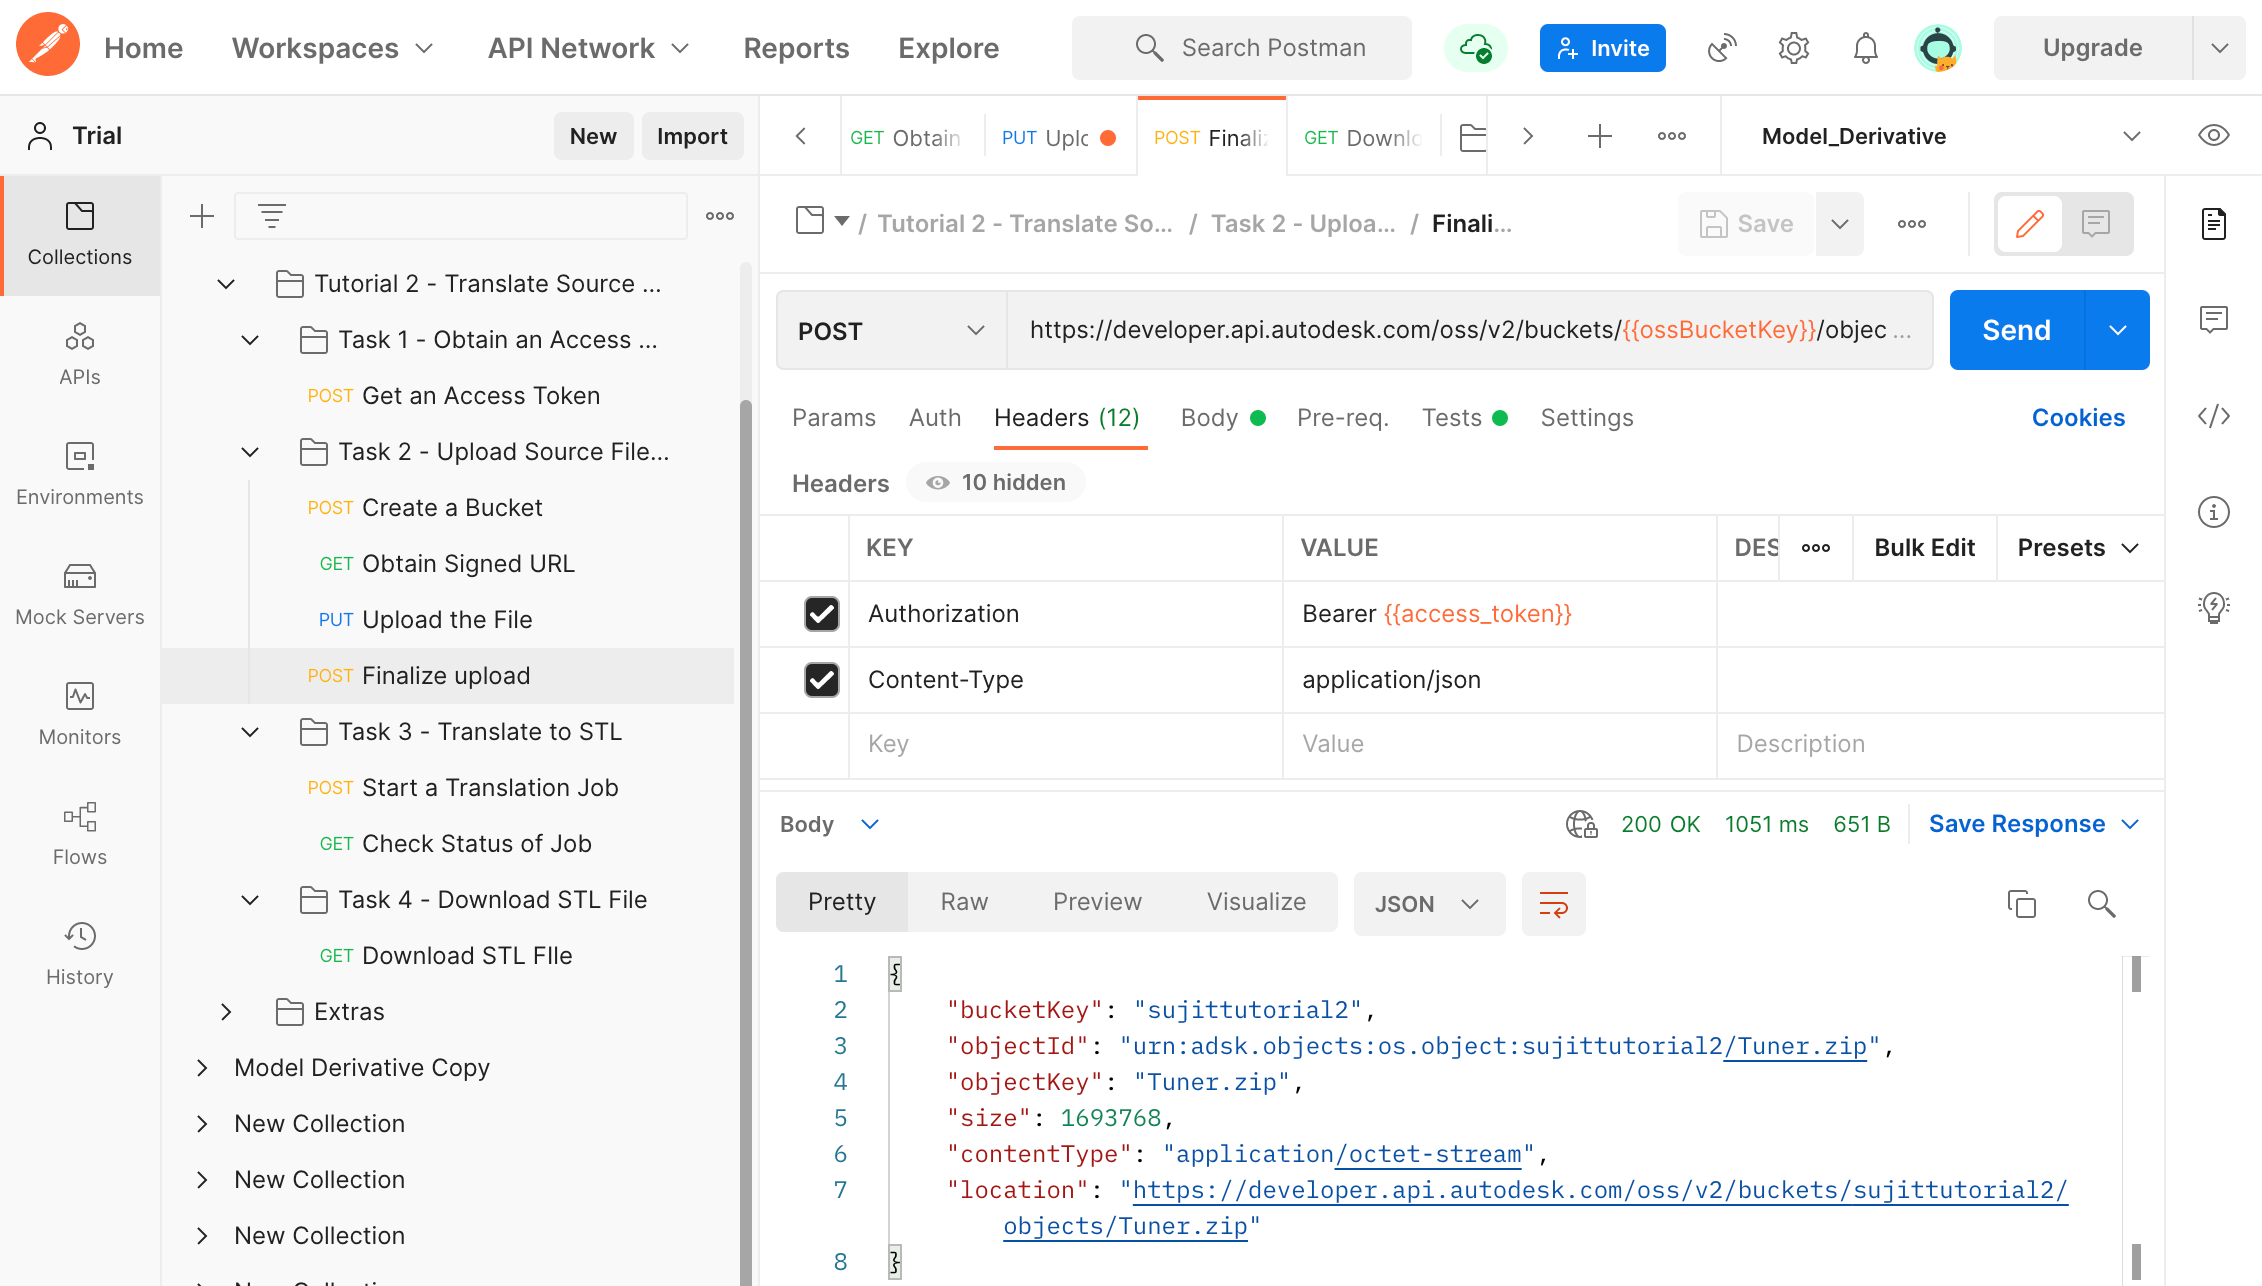 Home Workspaces API Network Reports Explore Search Postman Invite Upgrade
Trial New Import
GET Obtain PUT Uplo POST Finali GET Downlo Model_Derivative
/ Tutorial 2 - Translate So... / Task 2 - Uploa... / Finali... Save
Collections
APIs
Environments
Mock Servers
Monitors
Flows
History
Tutorial 2 - Translate Source ...
Task 1 - Obtain an Access ...
POST Get an Access Token
Task 2 - Upload Source File...
POST Create a Bucket
GET Obtain Signed URL
PUT Upload the File
POST Finalize upload
Task 3 - Translate to STL
POST Start a Translation Job
GET Check Status of Job
Task 4 - Download STL File
GET Download STL FIle
Extras
Model Derivative Copy
New Collection
New Collection
New Collection
POST https://developer.api.autodesk.com/oss/v2/buckets/{{ossBucketKey}}/objec ... Send
Params Auth Headers (12) Body Pre-req. Tests Settings Cookies
Headers 10 hidden
KEY VALUE DES Bulk Edit Presets
Authorization Bearer {{access_token}}
Content-Type application/json
Key Value Description
Body 200 OK 1051 ms 651 B Save Response
Pretty Raw Preview Visualize JSON
1 {
2 "bucketKey": "sujittutorial2",
3 "objectId": "urn:adsk.objects:os.object:sujittutorial2/Tuner.zip",
4 "objectKey": "Tuner.zip",
5 "size": 1693768,
6 "contentType": "application/octet-stream",
7 "location": "https://developer.api.autodesk.com/oss/v2/buckets/sujittutorial2/
objects/Tuner.zip"
8 }